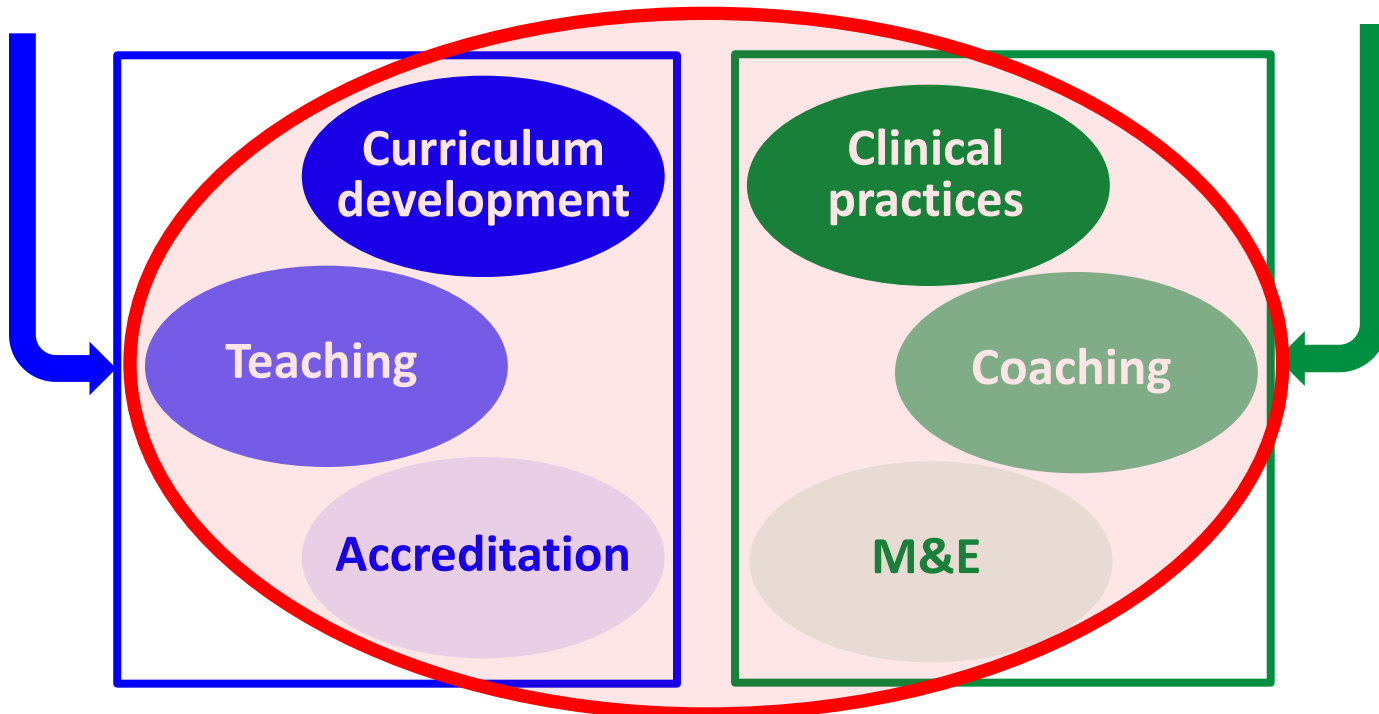 Curriculum
development
Teaching
Accreditation
Clinical
practices
Coaching
M&E